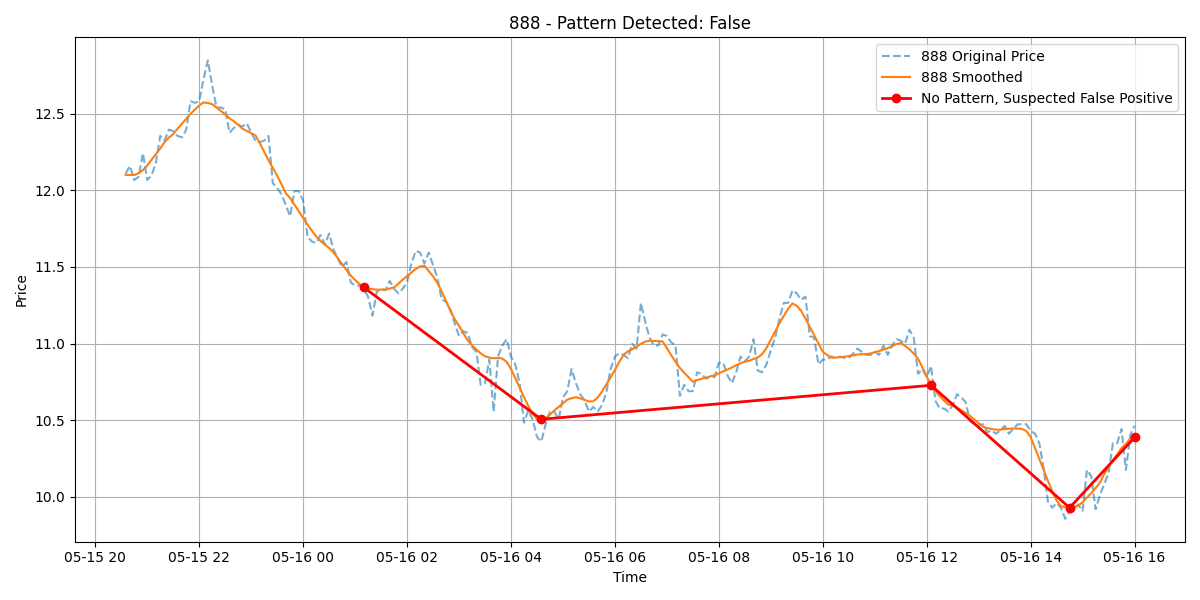 888 - Pattern Detected: False
888 Original Price
888 Smoothed
No Pattern, Suspected False Positive
Price
12.5
12.0
11.5
11.0
10.5
10.0
05-15 20
05-15 22
05-16 00
05-16 02
05-16 04
05-16 06
05-16 08
05-16 10
05-16 12
05-16 14
05-16 16
Time